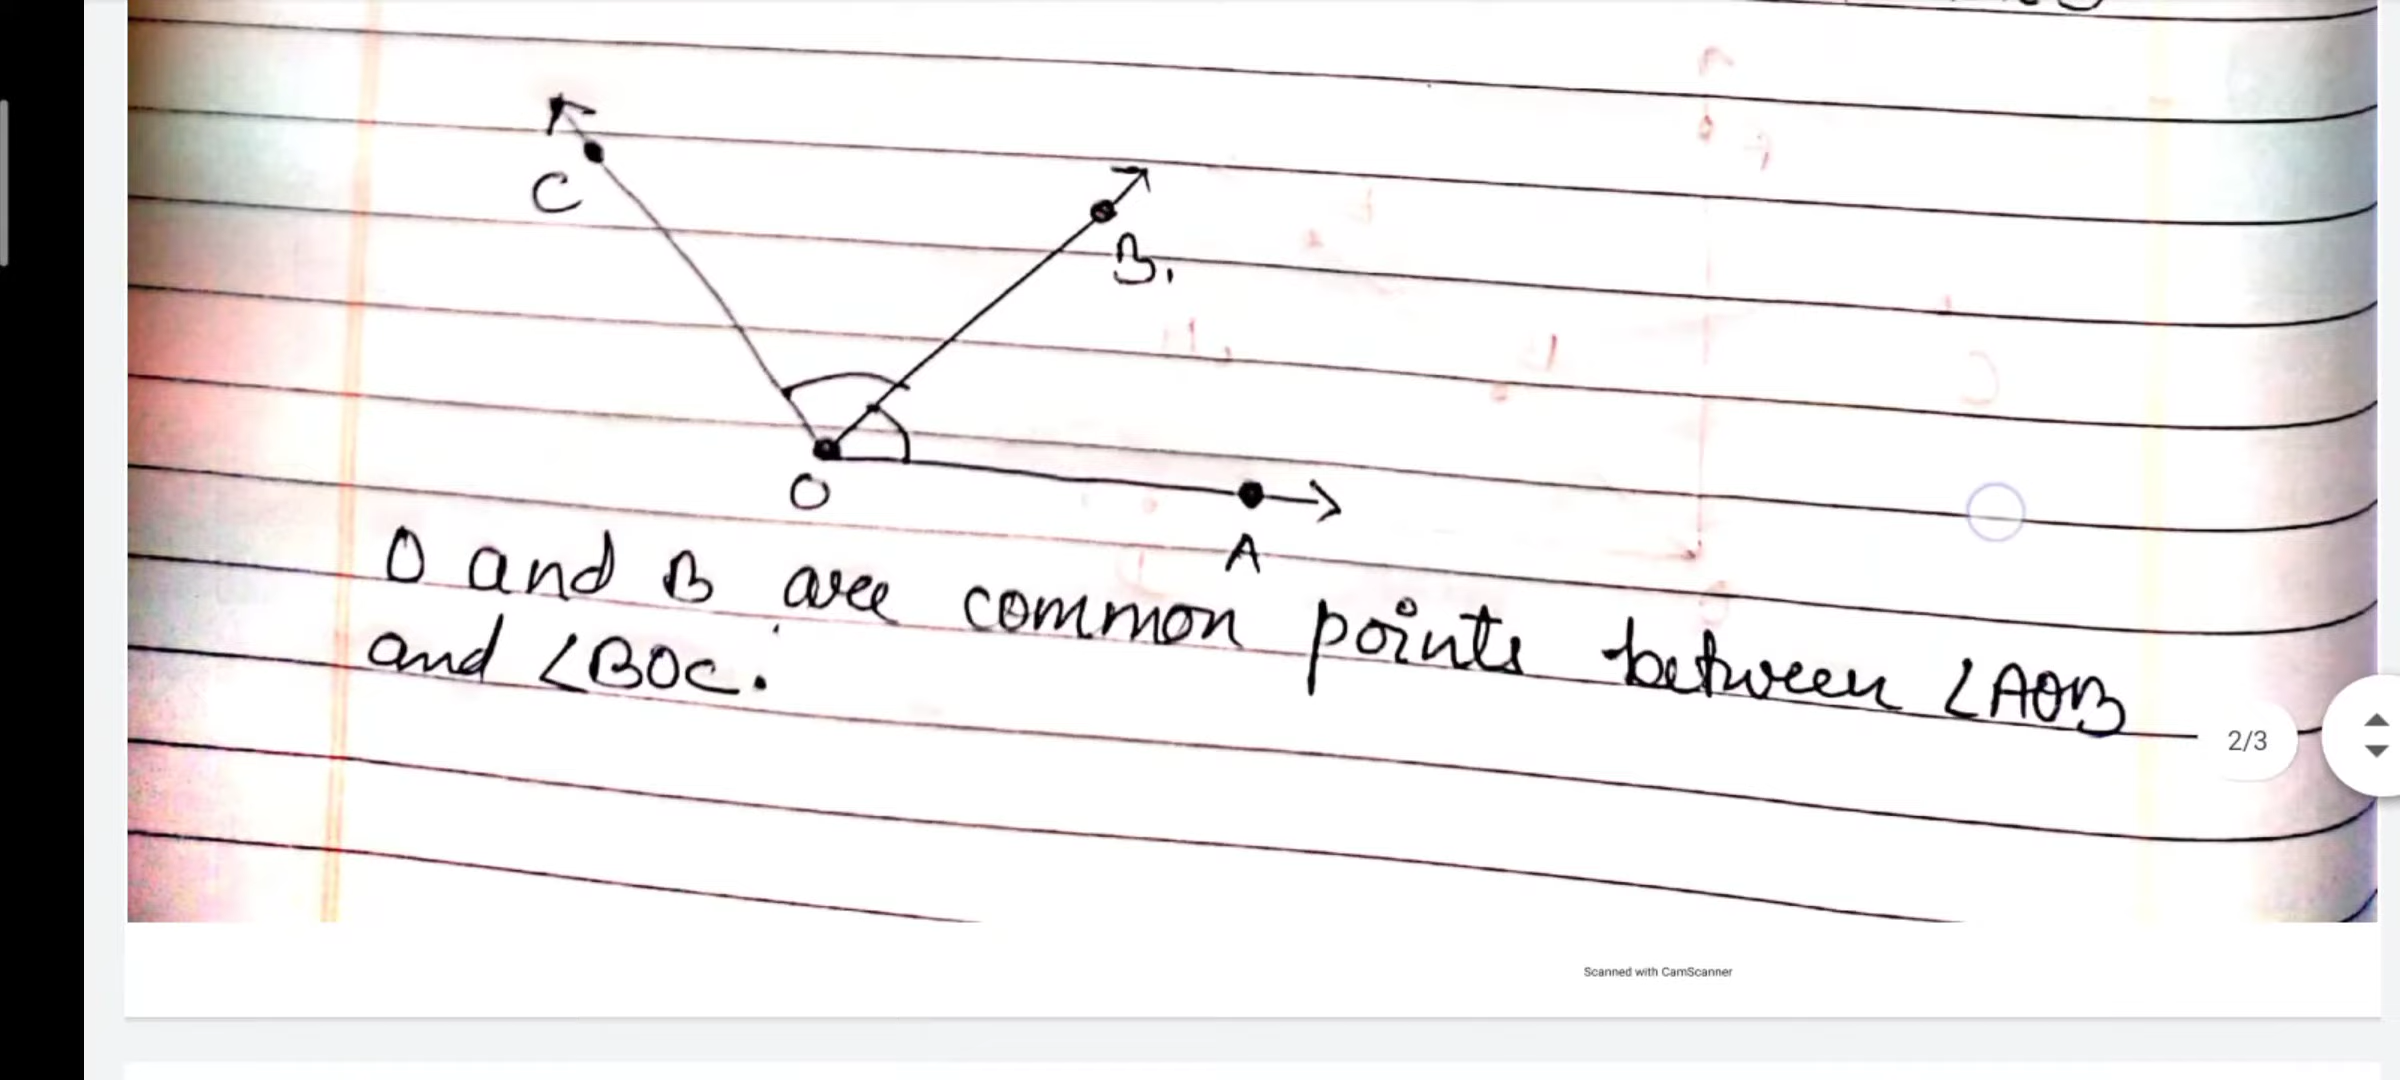 C
B
O
A
O and B are common points between ∠AOB
and ∠BOC.
2/3
Scanned with CamScanner